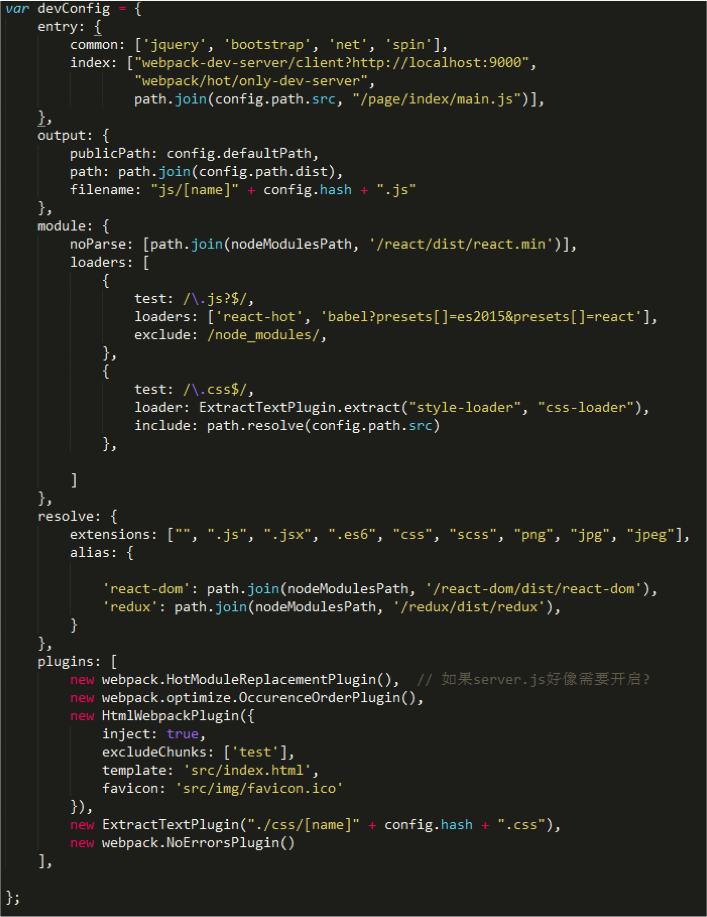 var devConfig = {
    entry: {
        common: ['jquery', 'bootstrap', 'net', 'spin'],
        index: ["webpack-dev-server/client?http://localhost:9000",
                "webpack/hot/only-dev-server",
                path.join(config.path.src, "/page/index/main.js")],
    },
    output: {
        publicPath: config.defaultPath,
        path: path.join(config.path.dist),
        filename: "js/[name]" + config.hash + ".js"
    },
    module: {
        noParse: [path.join(nodeModulesPath, '/react/dist/react.min')],
        loaders: [
            {
                test: /\.js?$/,
                loaders: ['react-hot', 'babel?presets[]=es2015&presets[]=react'],
                exclude: /node_modules/,
            },
            {
                test: /\.css$/,
                loader: ExtractTextPlugin.extract("style-loader", "css-loader"),
                include: path.resolve(config.path.src)
            },
        ]
    },
    resolve: {
        extensions: ["", ".js", ".jsx", ".es6", "css", "scss", "png", "jpg", "jpeg"],
        alias: {
            'react-dom': path.join(nodeModulesPath, '/react-dom/dist/react-dom'),
            'redux': path.join(nodeModulesPath, '/redux/dist/redux'),
        }
    },
    plugins: [
        new webpack.HotModuleReplacementPlugin(),  // 如果server.js好像需要开启?
        new webpack.optimize.OccurenceOrderPlugin(),
        new HtmlWebpackPlugin({
            inject: true,
            excludeChunks: ['test'],
            template: 'src/index.html',
            favicon: 'src/img/favicon.ico'
        }),
        new ExtractTextPlugin("./css/[name]" + config.hash + ".css"),
        new webpack.NoErrorsPlugin()
    ],
};